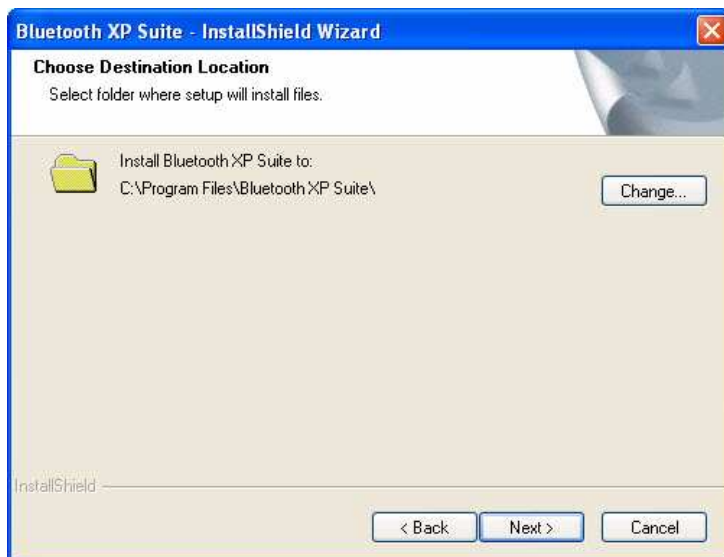 Bluetooth XP Suite - InstallShield Wizard
Choose Destination Location
Select folder where setup will install files.
Install Bluetooth XP Suite to:
C:\Program Files\Bluetooth XP Suite\
Change...
InstallShield
< Back
Next >
Cancel